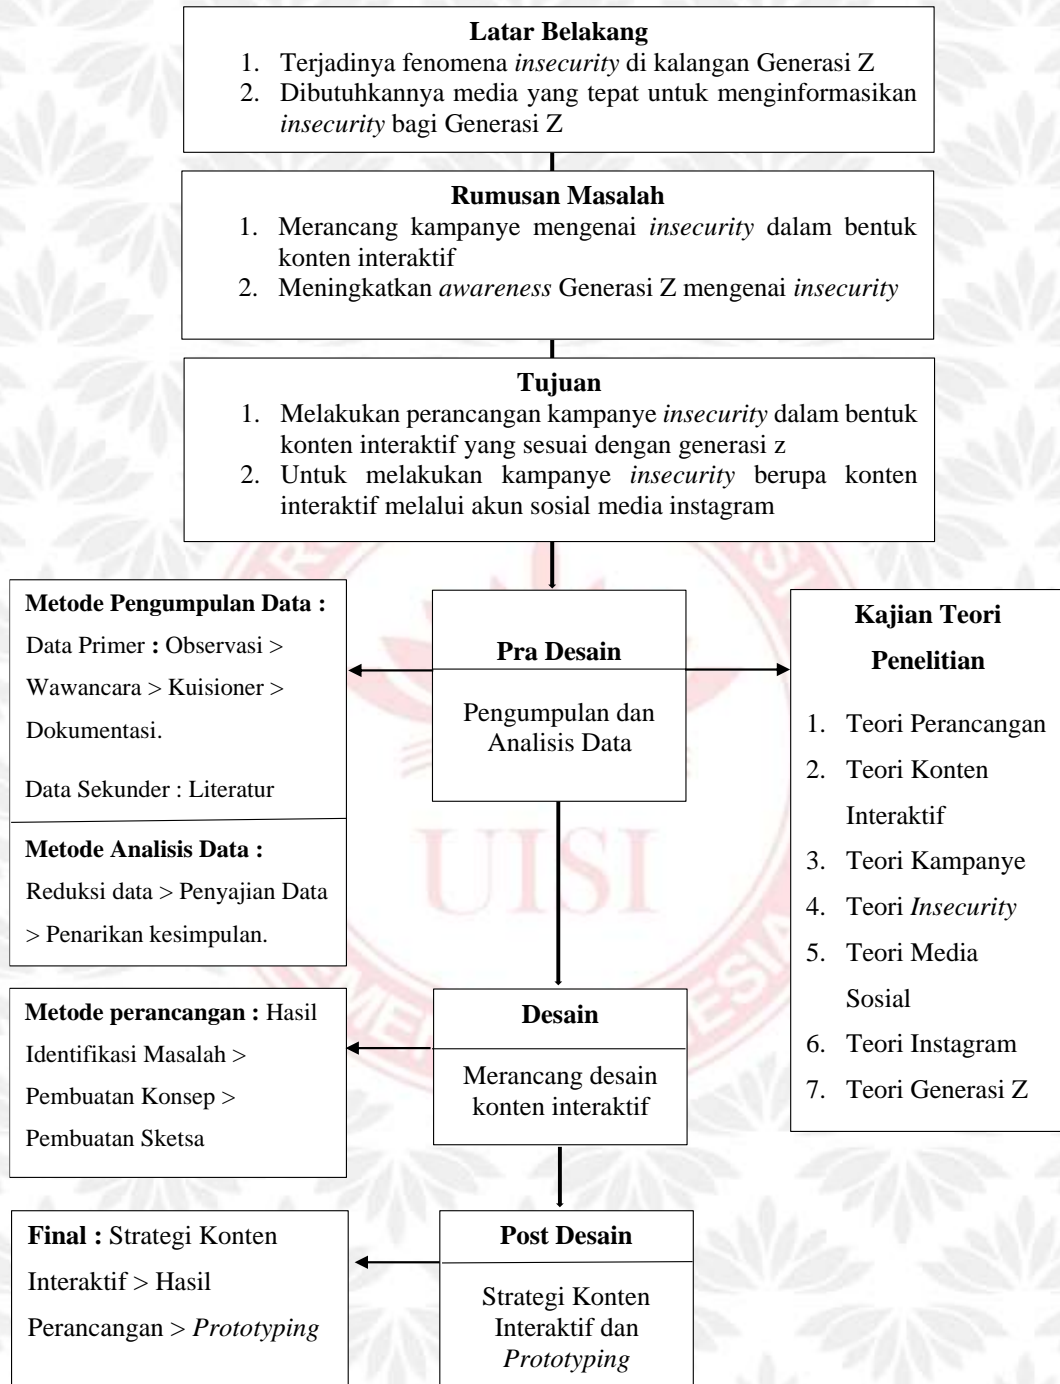 Latar Belakang
1. Terjadinya fenomena insecurity di kalangan Generasi Z
2. Dibutuhkannya media yang tepat untuk menginformasikan
insecurity bagi Generasi Z
Rumusan Masalah
1. Merancang kampanye mengenai insecurity dalam bentuk
konten interaktif
2. Meningkatkan awareness Generasi Z mengenai insecurity
Tujuan
1. Melakukan perancangan kampanye insecurity dalam bentuk
konten interaktif yang sesuai dengan generasi z
2. Untuk melakukan kampanye insecurity berupa konten
interaktif melalui akun sosial media instagram
Metode Pengumpulan Data :
Data Primer : Observasi >
Wawancara > Kuisioner >
Dokumentasi.
Data Sekunder : Literatur
Metode Analisis Data :
Reduksi data > Penyajian Data
> Penarikan kesimpulan.
Pra Desain
Pengumpulan dan
Analisis Data
Kajian Teori
Penelitian
1. Teori Perancangan
2. Teori Konten
Interaktif
3. Teori Kampanye
4. Teori Insecurity
5. Teori Media
Sosial
6. Teori Instagram
7. Teori Generasi Z
UISI
Metode perancangan : Hasil
Identifikasi Masalah >
Pembuatan Konsep >
Pembuatan Sketsa
Desain
Merancang desain
konten interaktif
Final : Strategi Konten
Interaktif > Hasil
Perancangan > Prototyping
Post Desain
Strategi Konten
Interaktif dan
Prototyping